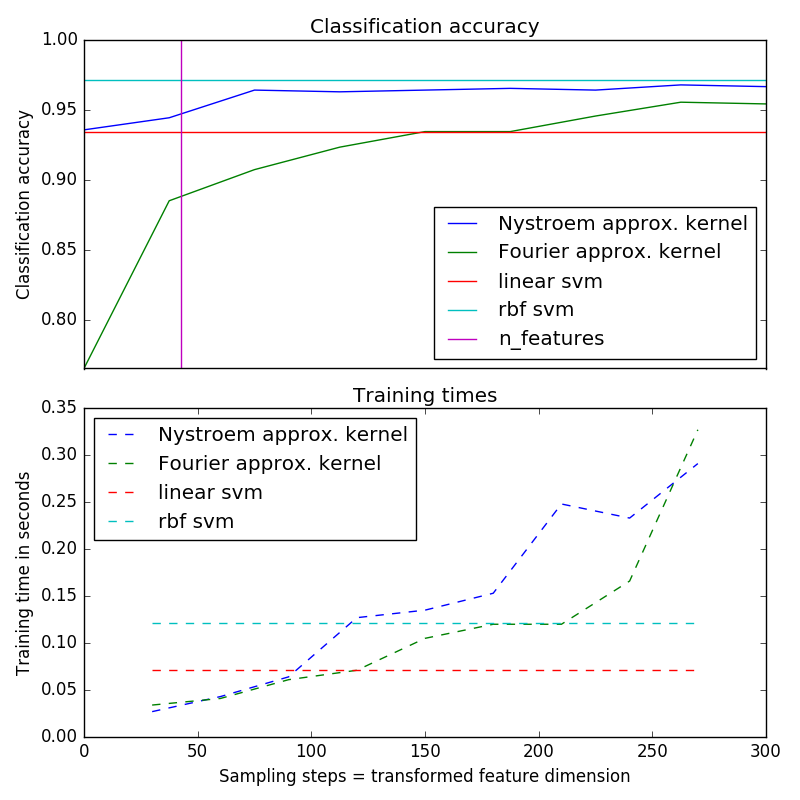 Classification accuracy
1.00
0.95
0.90
0.85
0.80
Classification accuracy
Nystroem approx. kernel
Fourier approx. kernel
linear svm
rbf svm
n_features
Training times
0.35
0.30
0.25
0.20
0.15
0.10
0.05
0.00
Training time in seconds
Nystroem approx. kernel
Fourier approx. kernel
linear svm
rbf svm
0 50 100 150 200 250 300
Sampling steps = transformed feature dimension